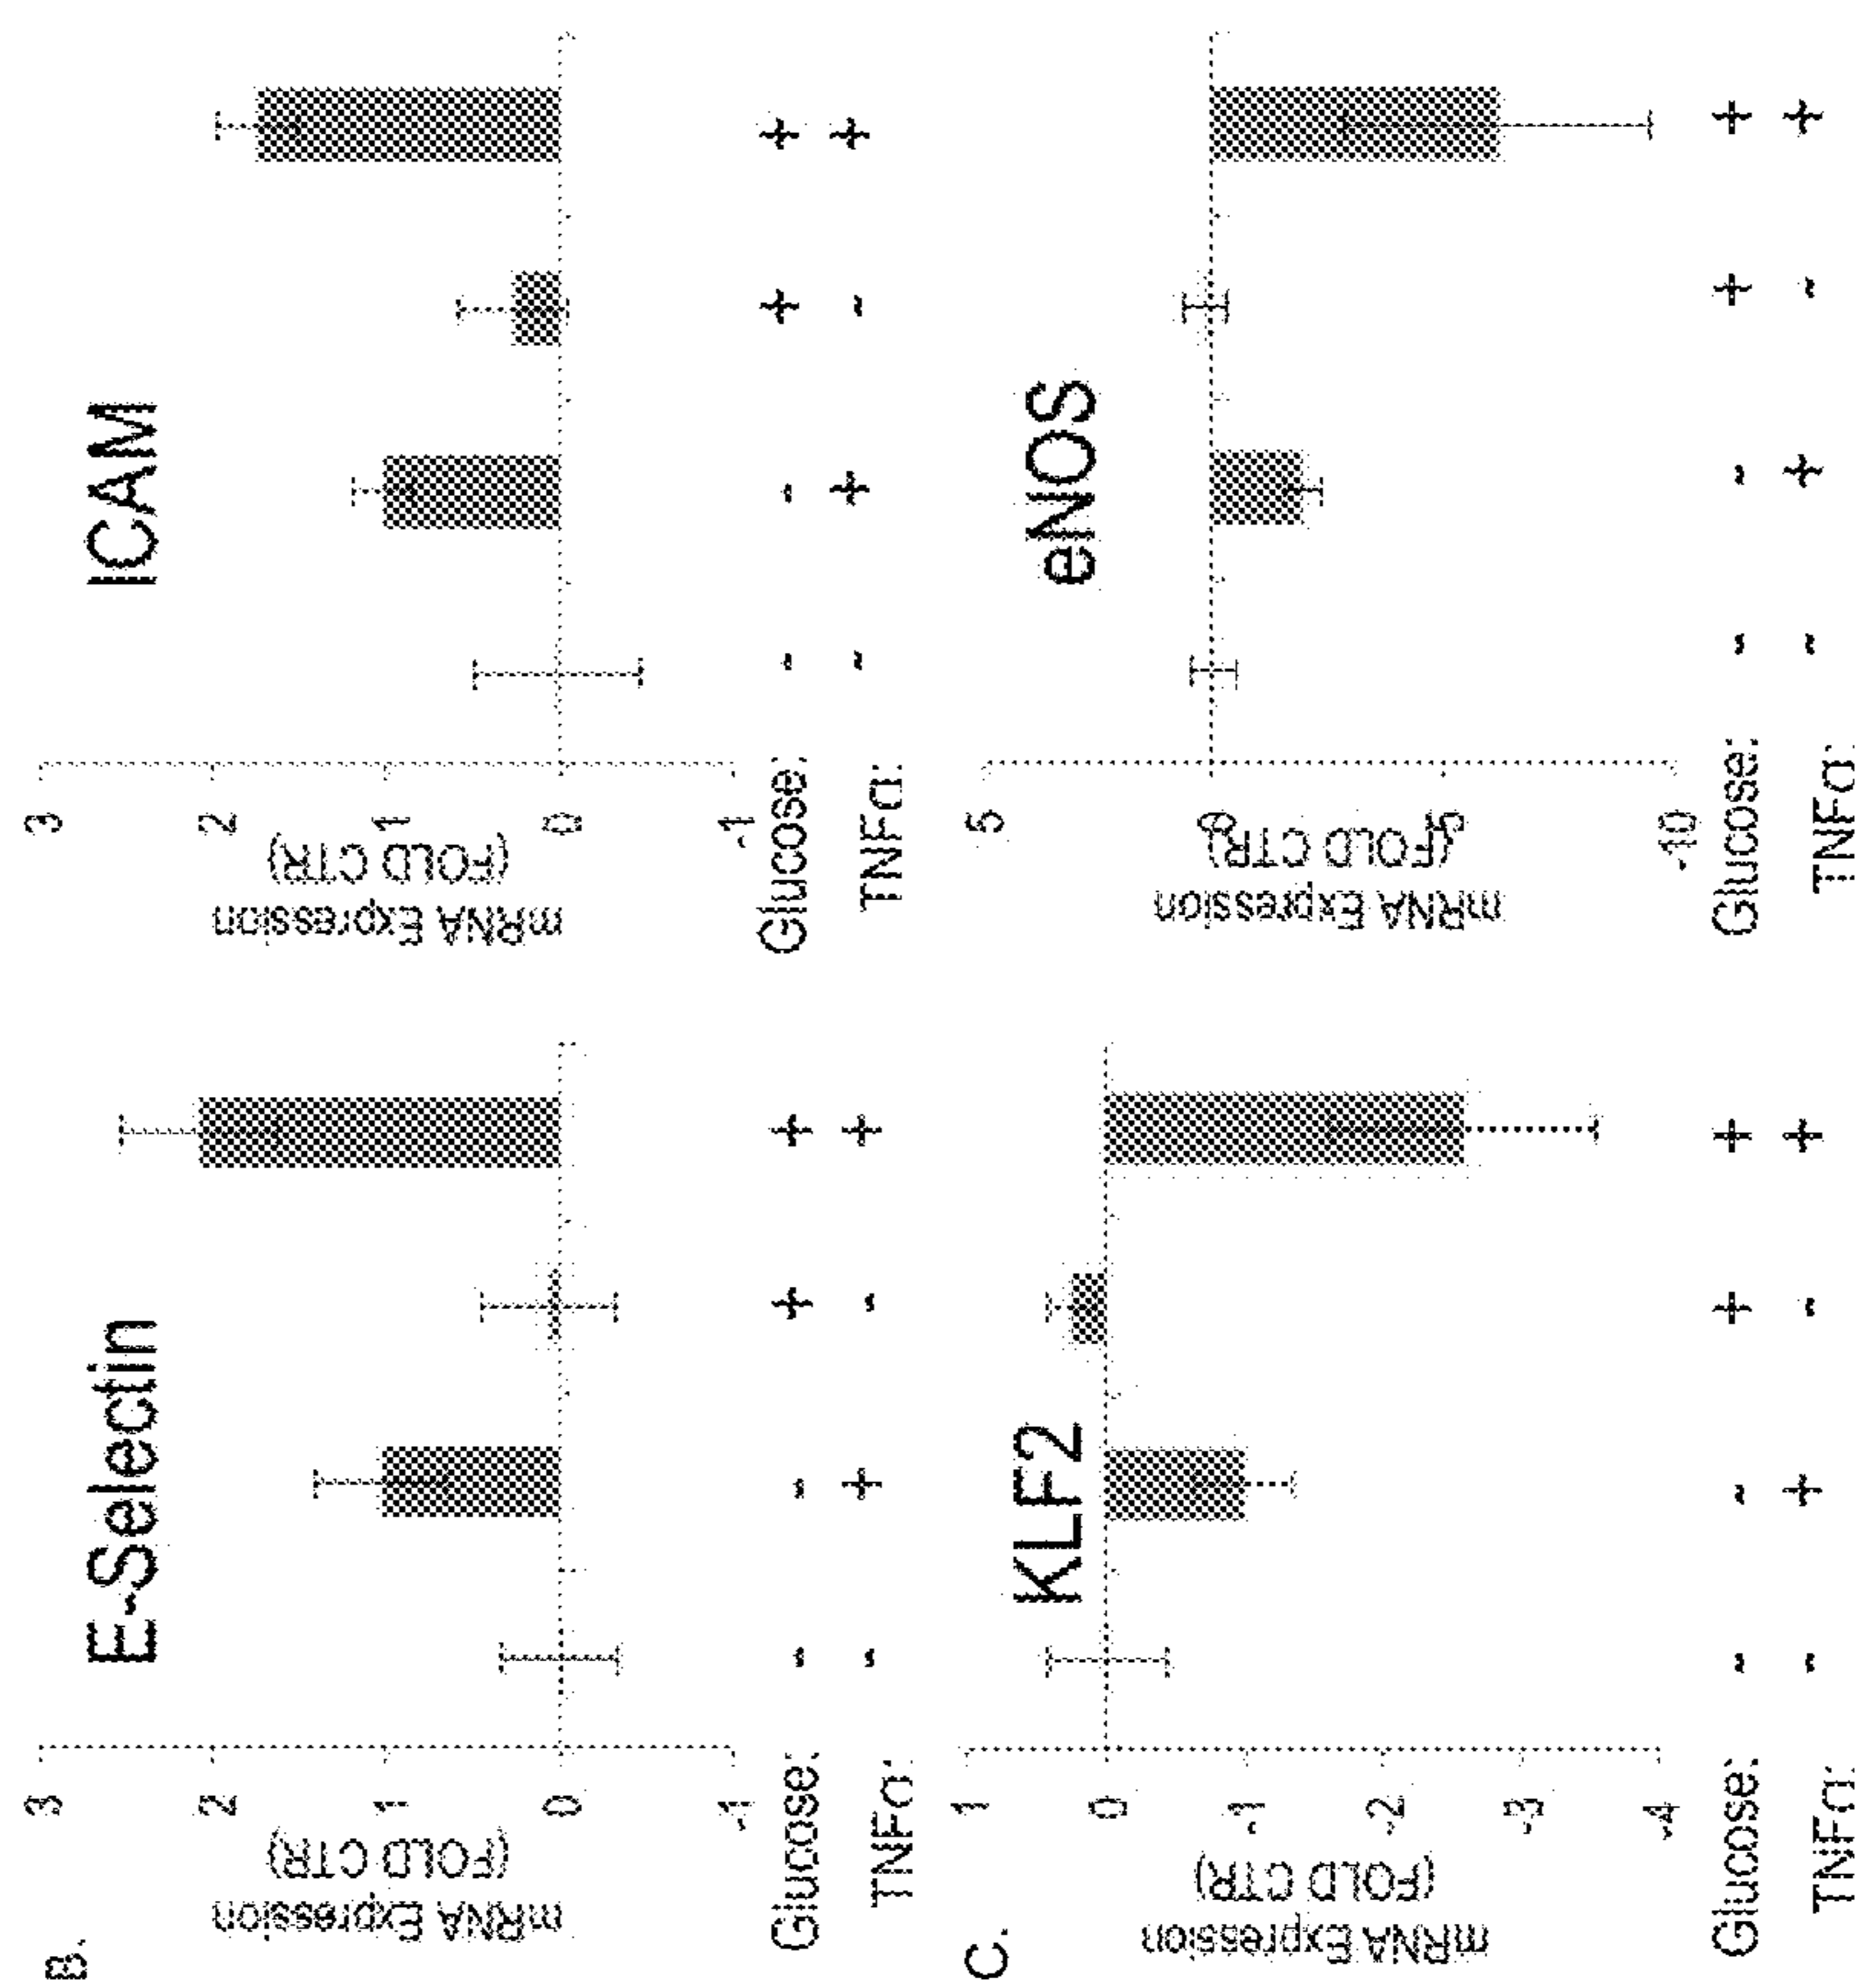 B.
E-Selectin
mRNA Expression
(FOLD CTR)
3
2
1
0
-1
Glucose: - - + +
TNFα: - + - +
ICAM
mRNA Expression
(FOLD CTR)
3
2
1
0
-1
Glucose: - - + +
TNFα: - + - +
C.
KLF2
mRNA Expression
(FOLD CTR)
1
0
-1
-2
-3
-4
Glucose: - - + +
TNFα: - + - +
eNOS
mRNA Expression
(FOLD CTR)
5
0
-5
-10
Glucose: - - + +
TNFα: - + - +